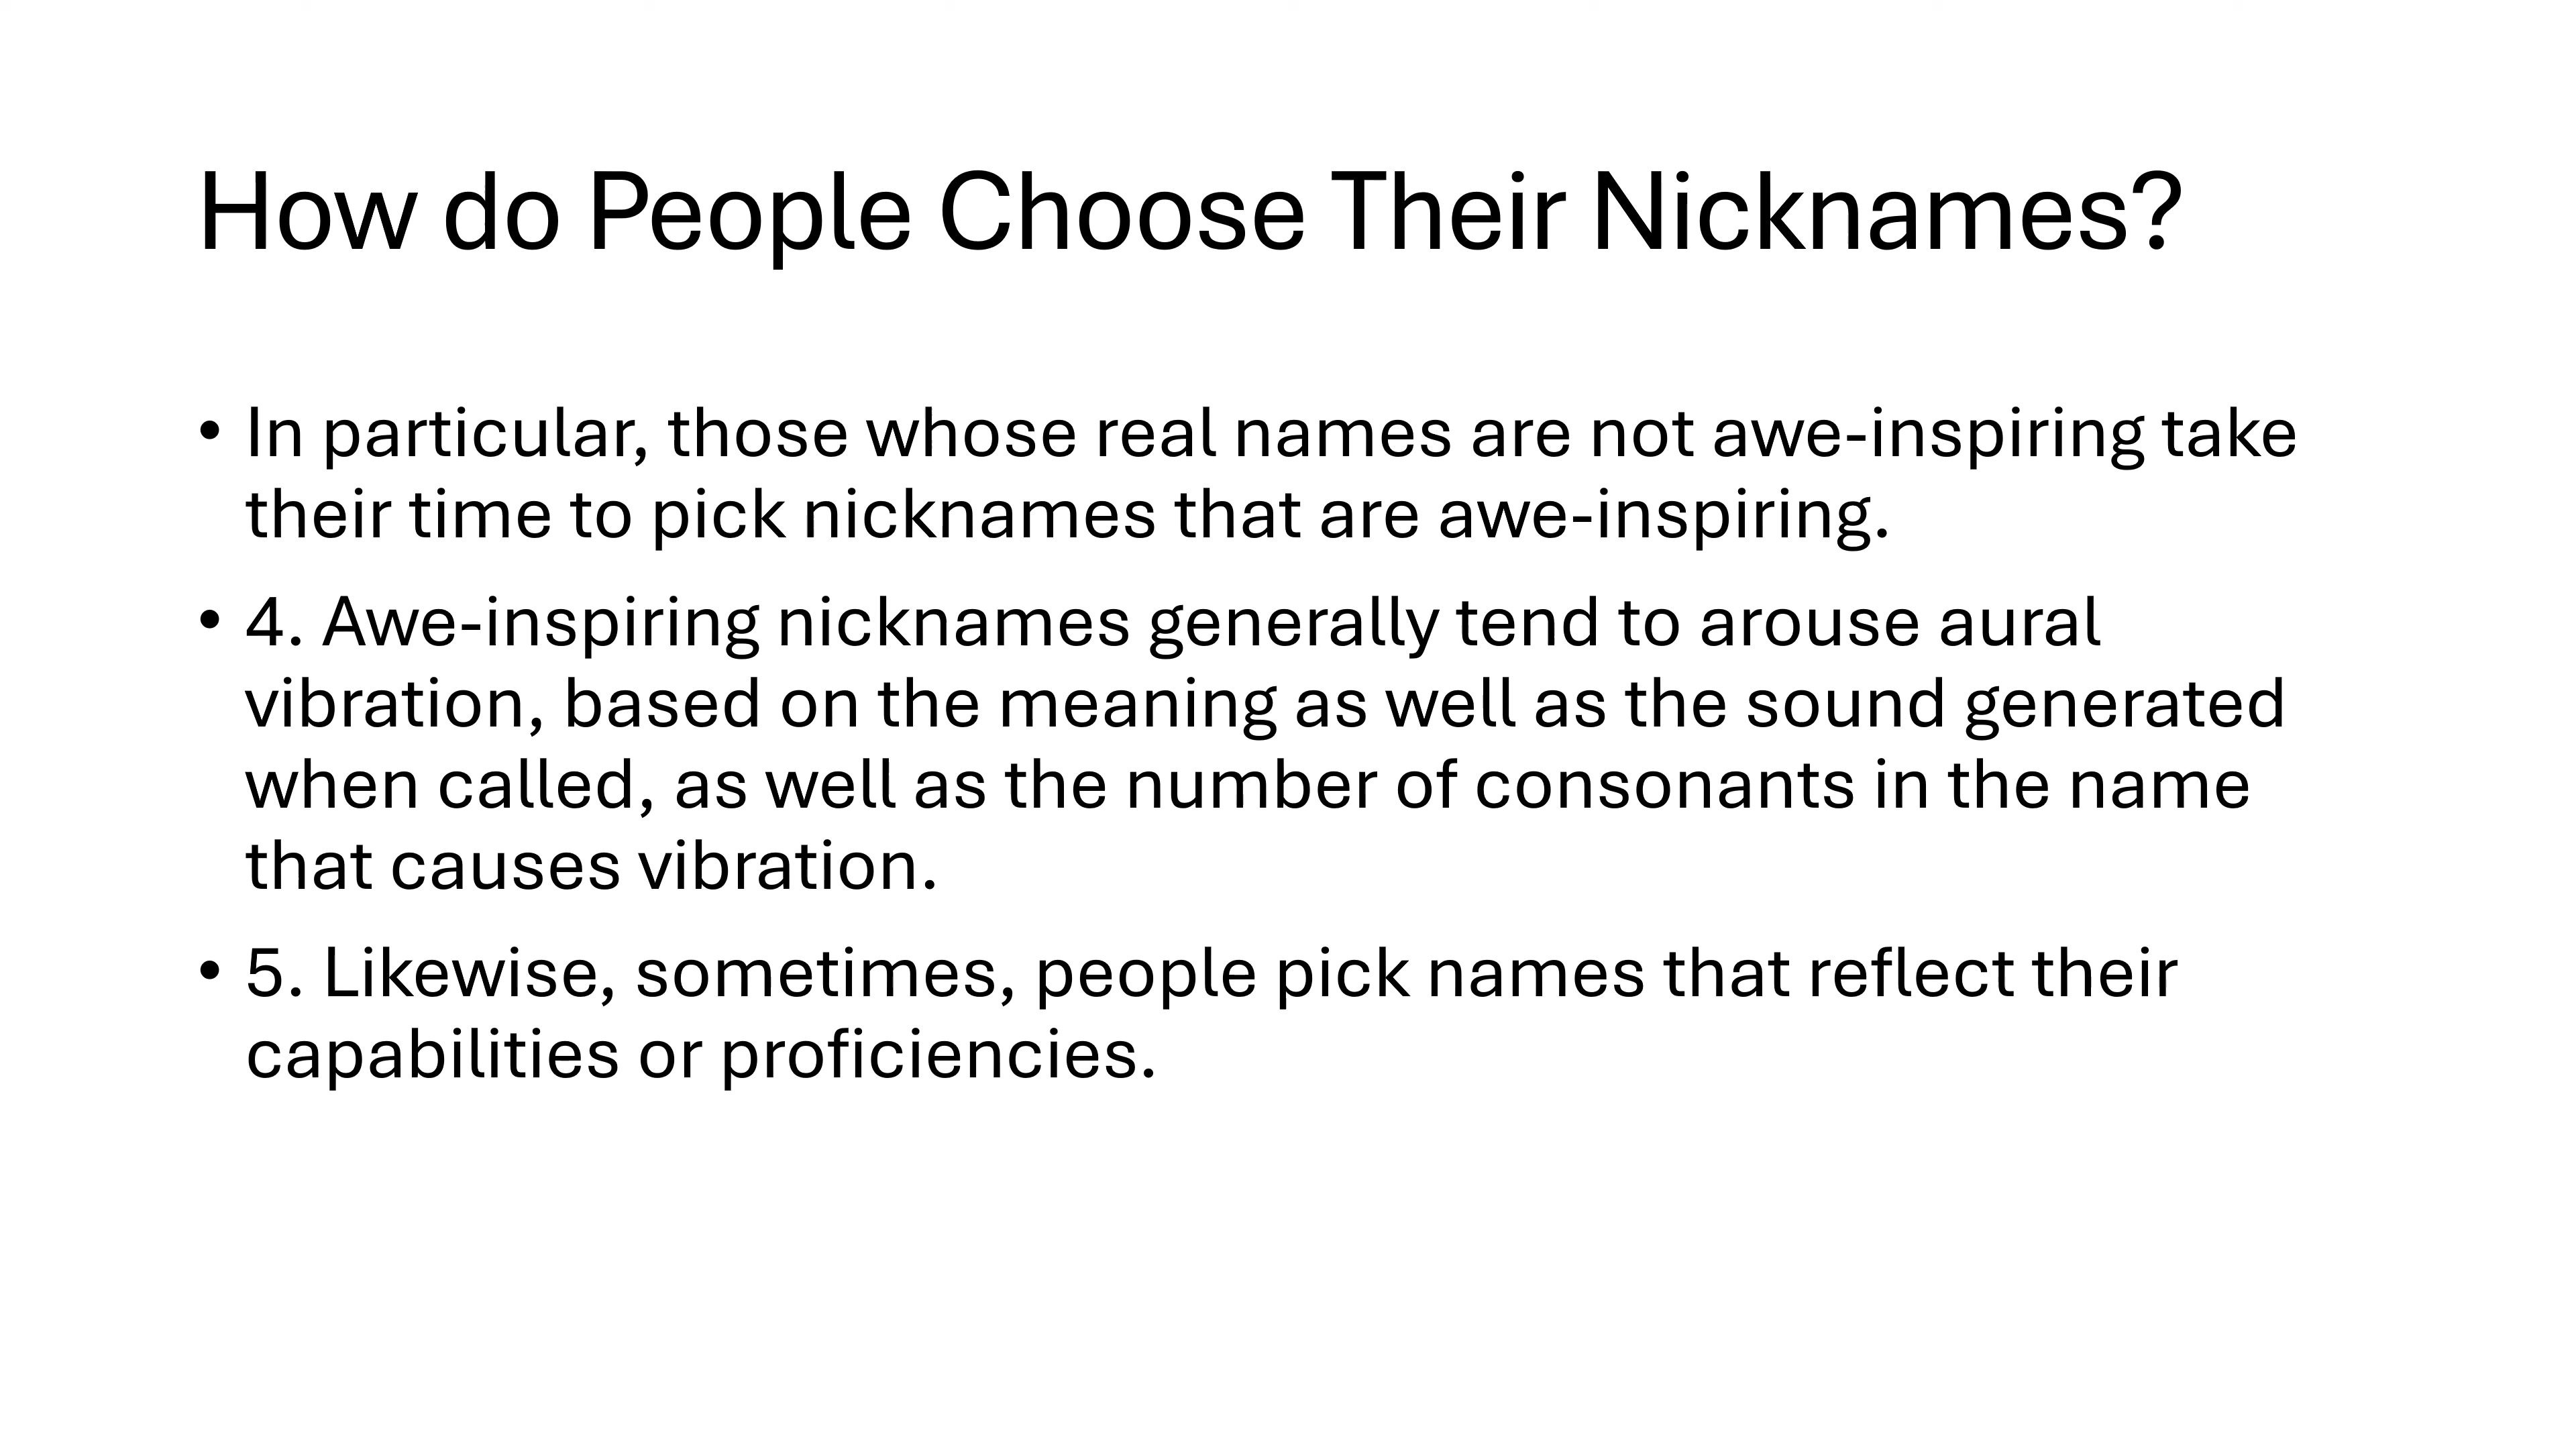 How do People Choose Their Nicknames?
• In particular, those whose real names are not awe-inspiring take
their time to pick nicknames that are awe-inspiring.
• 4. Awe-inspiring nicknames generally tend to arouse aural
vibration, based on the meaning as well as the sound generated
when called, as well as the number of consonants in the name
that causes vibration.
• 5. Likewise, sometimes, people pick names that reflect their
capabilities or proficiencies.